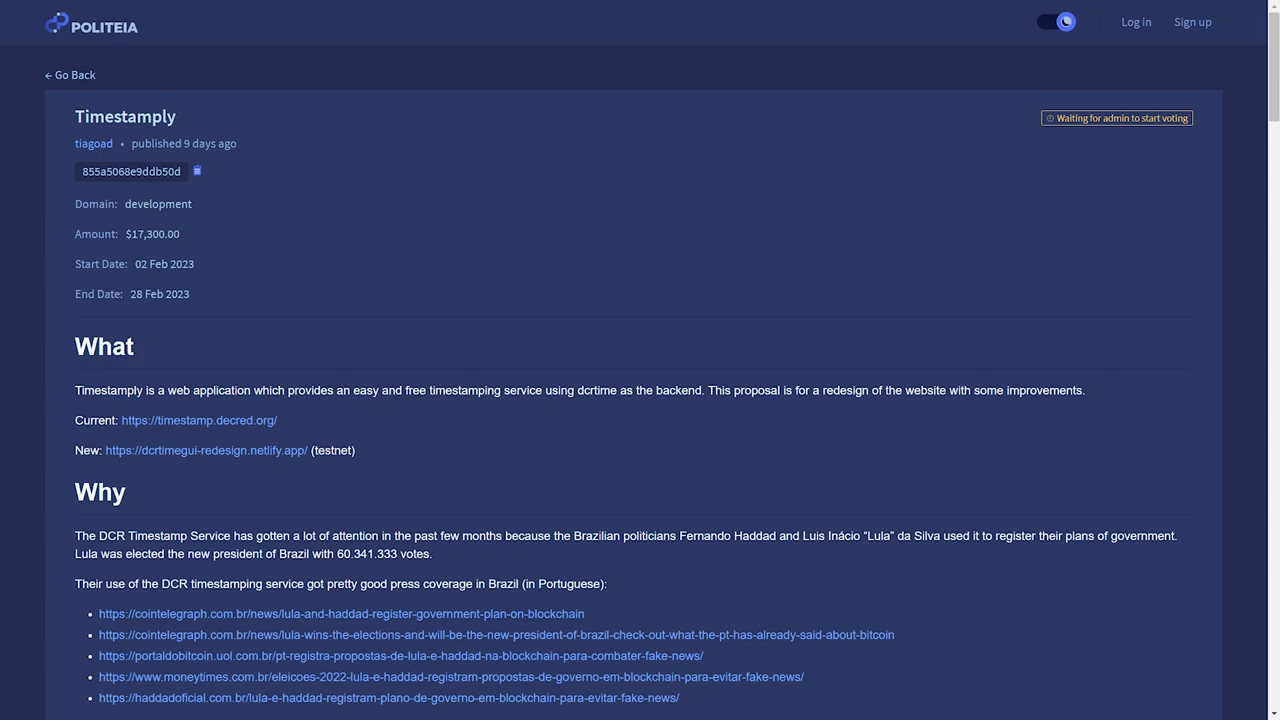 POLITEIA
Log in
Sign up
← Go Back
Timestamply
Waiting for admin to start voting
tiagoad • published 9 days ago
855a5068e9ddb50d
Domain: development
Amount: $17,300.00
Start Date: 02 Feb 2023
End Date: 28 Feb 2023
What
Timestamply is a web application which provides an easy and free timestamping service using dcrtime as the backend. This proposal is for a redesign of the website with some improvements.
Current: https://timestamp.decred.org/
New: https://dcrtimegui-redesign.netlify.app/ (testnet)
Why
The DCR Timestamp Service has gotten a lot of attention in the past few months because the Brazilian politicians Fernando Haddad and Luis Inácio “Lula” da Silva used it to register their plans of government.
Lula was elected the new president of Brazil with 60.341.333 votes.
Their use of the DCR timestamping service got pretty good press coverage in Brazil (in Portuguese):
• https://cointelegraph.com.br/news/lula-and-haddad-register-government-plan-on-blockchain
• https://cointelegraph.com.br/news/lula-wins-the-elections-and-will-be-the-new-president-of-brazil-check-out-what-the-pt-has-already-said-about-bitcoin
• https://portaldobitcoin.uol.com.br/pt-registra-propostas-de-lula-e-haddad-na-blockchain-para-combater-fake-news/
• https://www.moneytimes.com.br/eleicoes-2022-lula-e-haddad-registram-propostas-de-governo-em-blockchain-para-evitar-fake-news/
• https://haddadoficial.com.br/lula-e-haddad-registram-plano-de-governo-em-blockchain-para-evitar-fake-news/